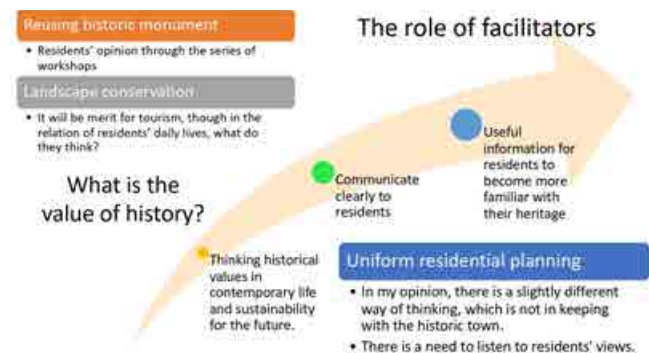 Reusing historic monument
• Residents' opinion through the series of
workshops
Landscape conservation
• It will be merit for tourism, though in the
relation of residents' daily lives, what do
they think?
The role of facilitators
What is the
value of history?
Thinking historical
values in
contemporary life
and sustainability
for the future.
Communicate
clearly to
residents
Useful
information for
residents to
become more
familiar with
their heritage
Uniform residential planning
• In my opinion, there is a slightly different
way of thinking, which is not in keeping
with the historic town.
• There is a need to listen to residents' views.